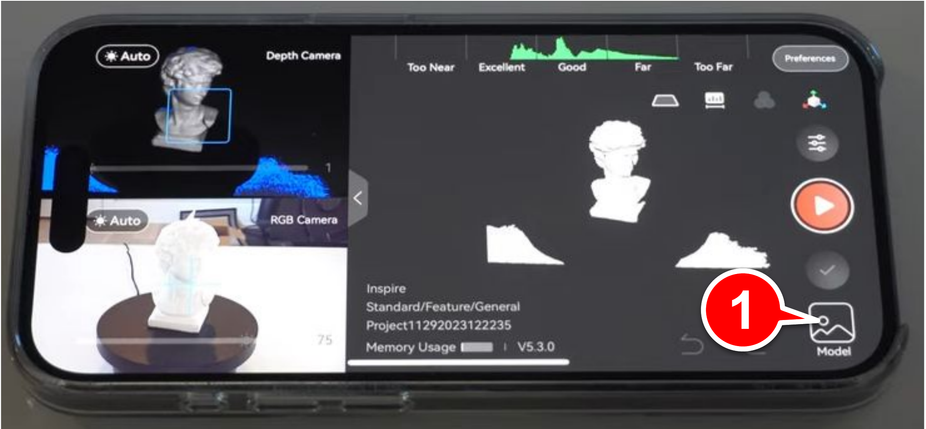 Auto
Depth Camera
1
Auto
RGB Camera
75
Too Near
Excellent
Good
Far
Too Far
Preferences
Inspire
Standard/Feature/General
Project11292023122235
Memory Usage | V5.3.0
1
Model